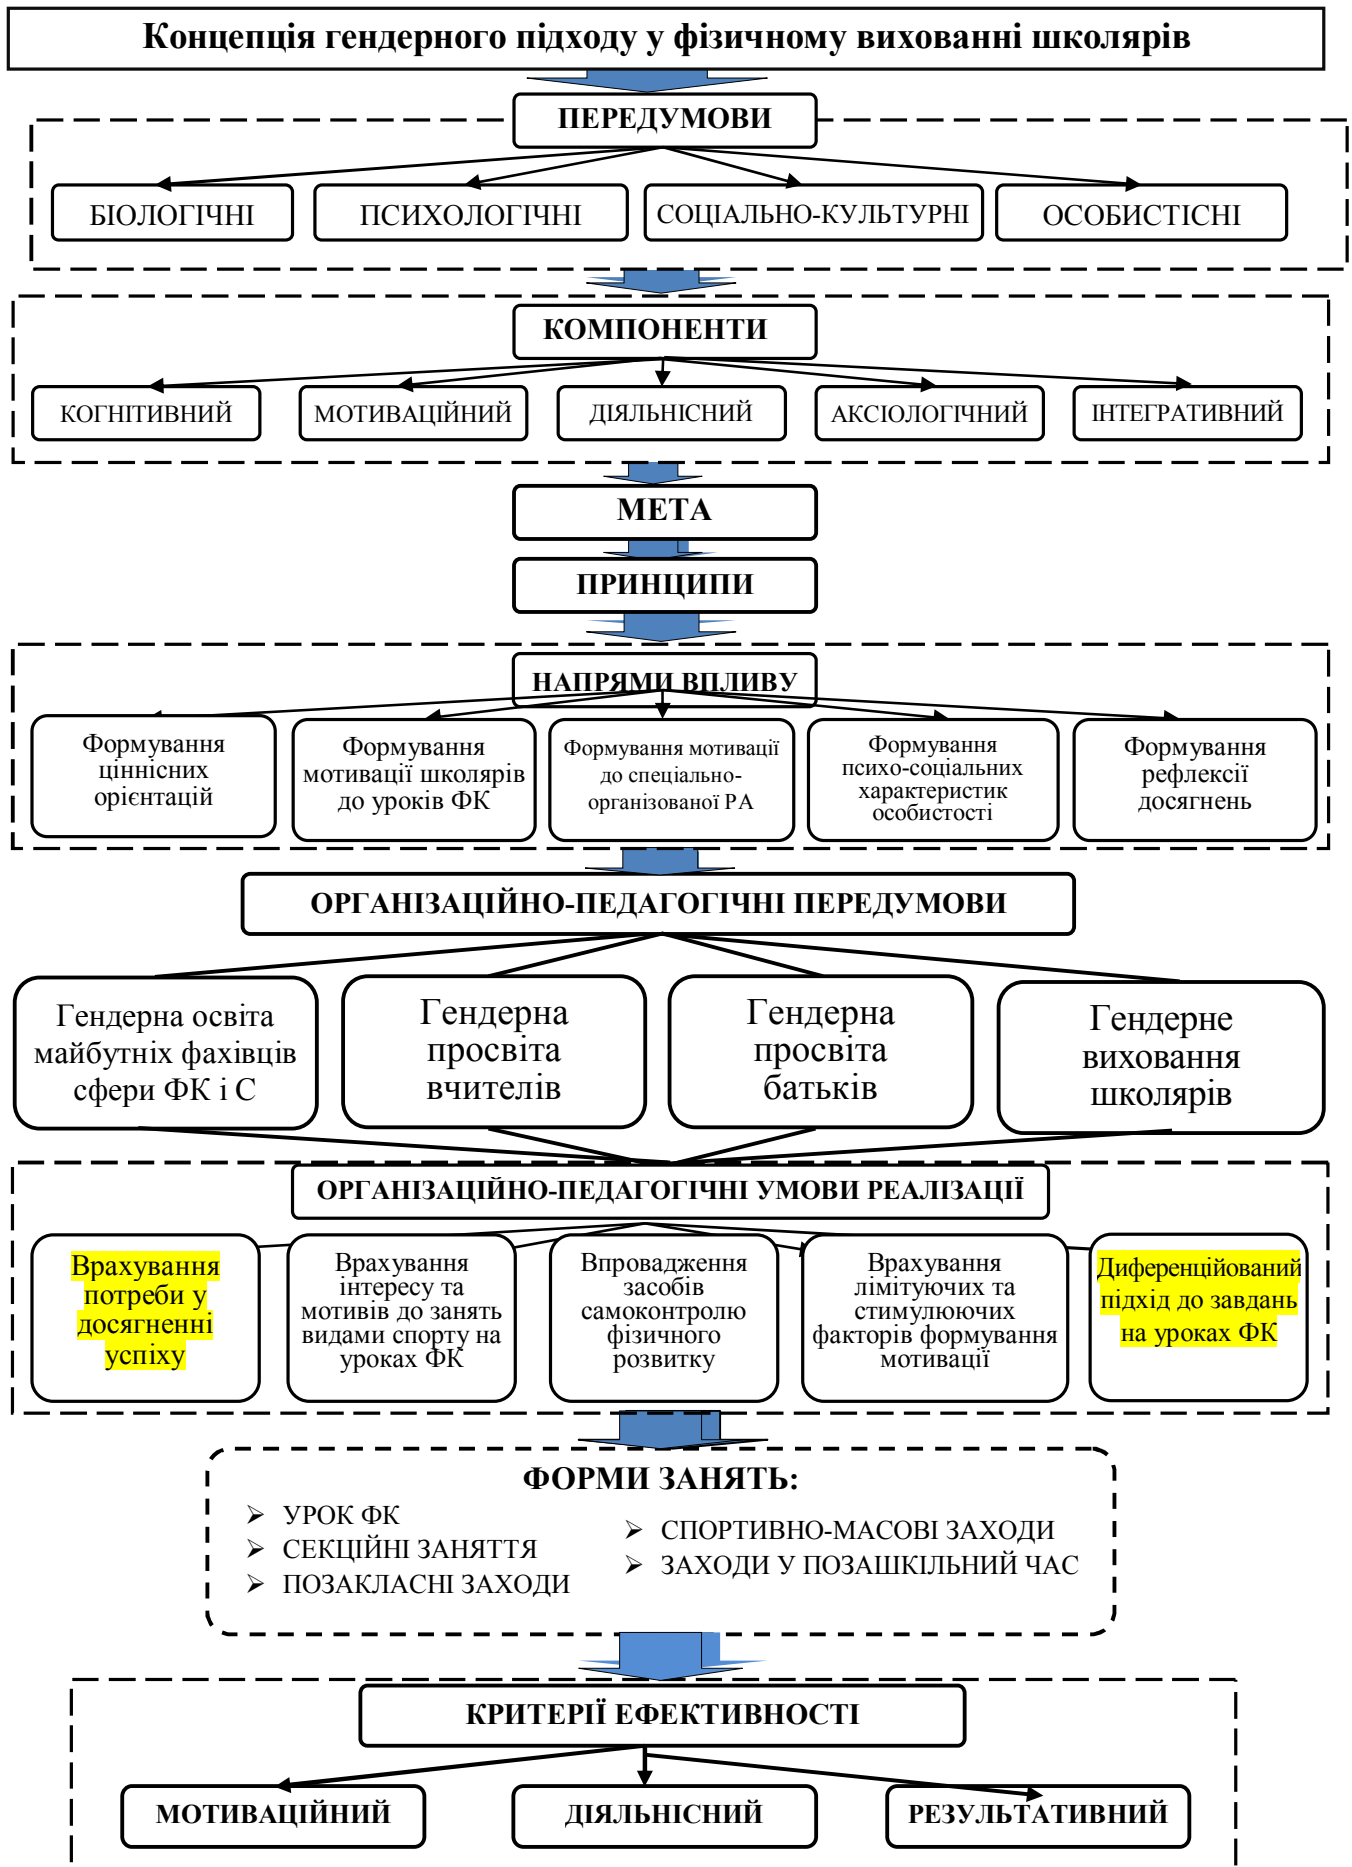 Концепція гендерного підходу у фізичному вихованні школярів
ПЕРЕДУМОВИ
БІОЛОГІЧНІ
ПСИХОЛОГІЧНІ
СОЦІАЛЬНО-КУЛЬТУРНІ
ОСОБИСТІСНІ
КОМПОНЕНТИ
КОГНІТИВНИЙ
МОТИВАЦІЙНИЙ
ДІЯЛЬНІСНИЙ
АКСІОЛОГІЧНИЙ
ІНТЕГРАТИВНИЙ
МЕТА
ПРИНЦИПИ
НАПРЯМИ ВПЛИВУ
Формування
ціннісних
орієнтацій
Формування
мотивації школярів
до уроків ФК
Формування мотивації
до спеціально-
організованої РА
Формування
психо-соціальних
характеристик
особистості
Формування
рефлексії
досягнень
ОРГАНІЗАЦІЙНО-ПЕДАГОГІЧНІ ПЕРЕДУМОВИ
Гендерна освіта
майбутніх фахівців
сфери ФК і С
Гендерна
просвіта
вчителів
Гендерна
просвіта
батьків
Гендерне
виховання
школярів
ОРГАНІЗАЦІЙНО-ПЕДАГОГІЧНІ УМОВИ РЕАЛІЗАЦІЇ
Врахування
потреби у
досягненні
успіху
Врахування
інтересу та
мотивів до занять
видами спорту на
уроках ФК
Впровадження
засобів
самоконтролю
фізичного
розвитку
Врахування
лімітуючих та
стимулюючих
факторів формування
мотивації
Диференційований
підхід до завдань
на уроках ФК
ФОРМИ ЗАНЯТЬ:
➢ УРОК ФК
➢ СЕКЦІЙНІ ЗАНЯТТЯ
➢ ПОЗАКЛАСНІ ЗАХОДИ
➢ СПОРТИВНО-МАСОВІ ЗАХОДИ
➢ ЗАХОДИ У ПОЗАШКІЛЬНИЙ ЧАС
КРИТЕРІЇ ЕФЕКТИВНОСТІ
МОТИВАЦІЙНИЙ
ДІЯЛЬНІСНИЙ
РЕЗУЛЬТАТИВНИЙ